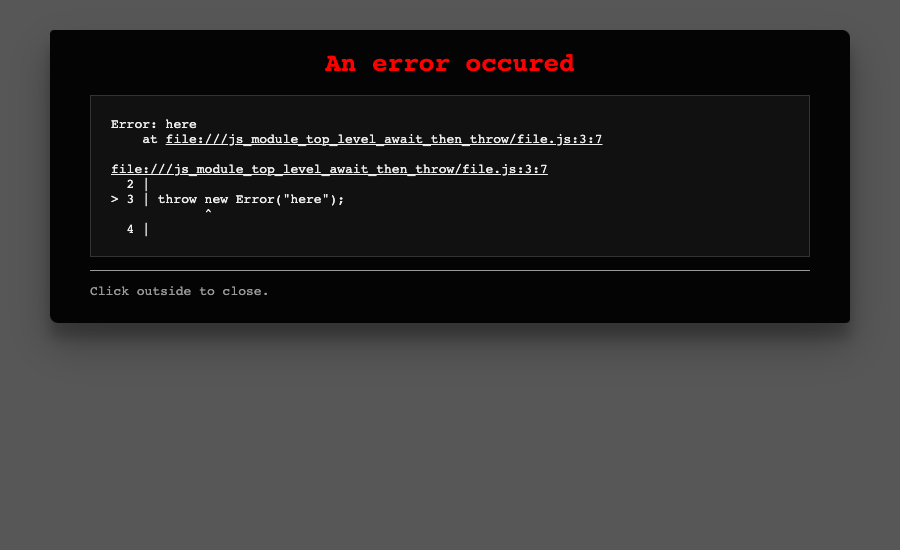 An error occured
Error: here
    at file:///js_module_top_level_await_then_throw/file.js:3:7
file:///js_module_top_level_await_then_throw/file.js:3:7
  2 |
> 3 | throw new Error("here");
            ^
  4 |
Click outside to close.